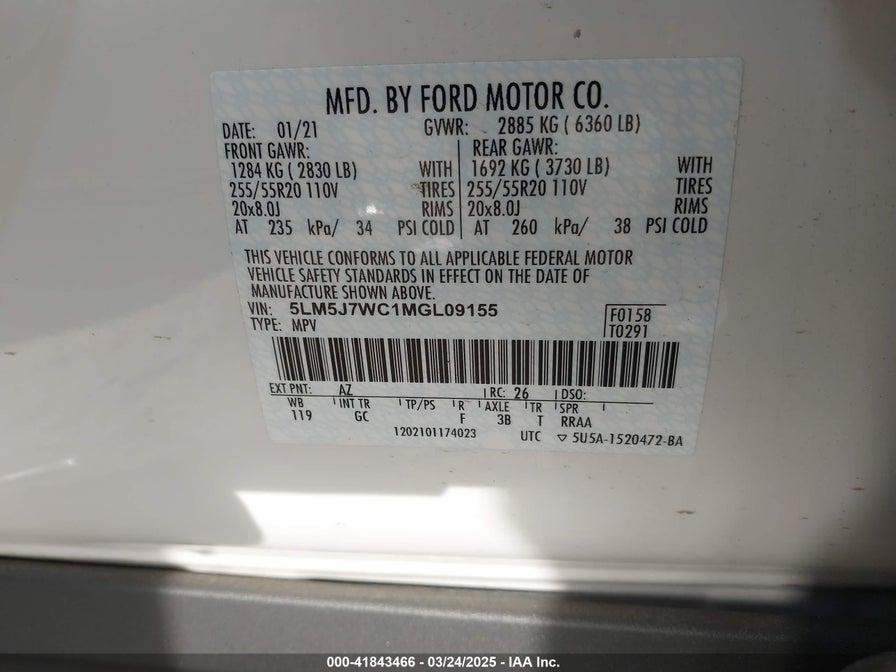 MFD. BY FORD MOTOR CO.
DATE: 01/21 GVWR: 2885 KG ( 6360 LB)
FRONT GAWR: REAR GAWR:
1284 KG ( 2830 LB) WITH 1692 KG ( 3730 LB) WITH
255/55R20 110V TIRES 255/55R20 110V TIRES
20x8.0J RIMS 20x8.0J RIMS
AT 235 kPa/ 34 PSI COLD AT 260 kPa/ 38 PSI COLD
THIS VEHICLE CONFORMS TO ALL APPLICABLE FEDERAL MOTOR
VEHICLE SAFETY STANDARDS IN EFFECT ON THE DATE OF
MANUFACTURE SHOWN ABOVE.
VIN: 5LM5J7WC1MGL09155 F0158
TYPE: MPV T0291
EXT PNT: AZ RC: 26 DSO:
WB INT TR TP/PS R AXLE TR SPR
119 GC F 3B T RRAA
1202101174023 UTC ▽ 5U5A-1520472-BA
000-41843466 - 03/24/2025 - IAA Inc.